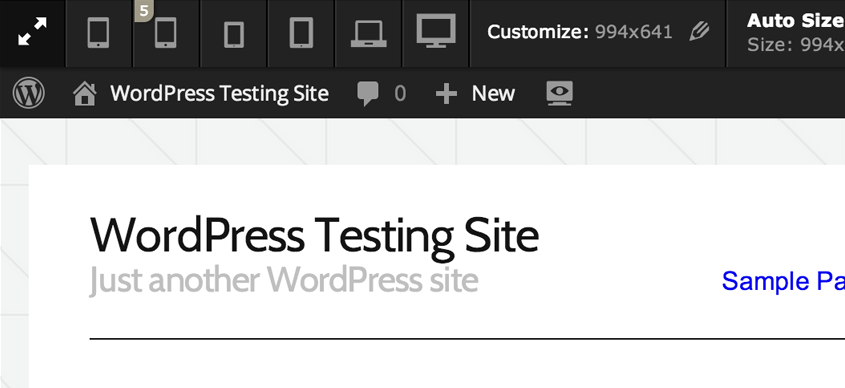 5
Customize: 994x641
Auto Size
Size: 994x
WordPress Testing Site
0
New
WordPress Testing Site
Just another WordPress site
Sample Pa